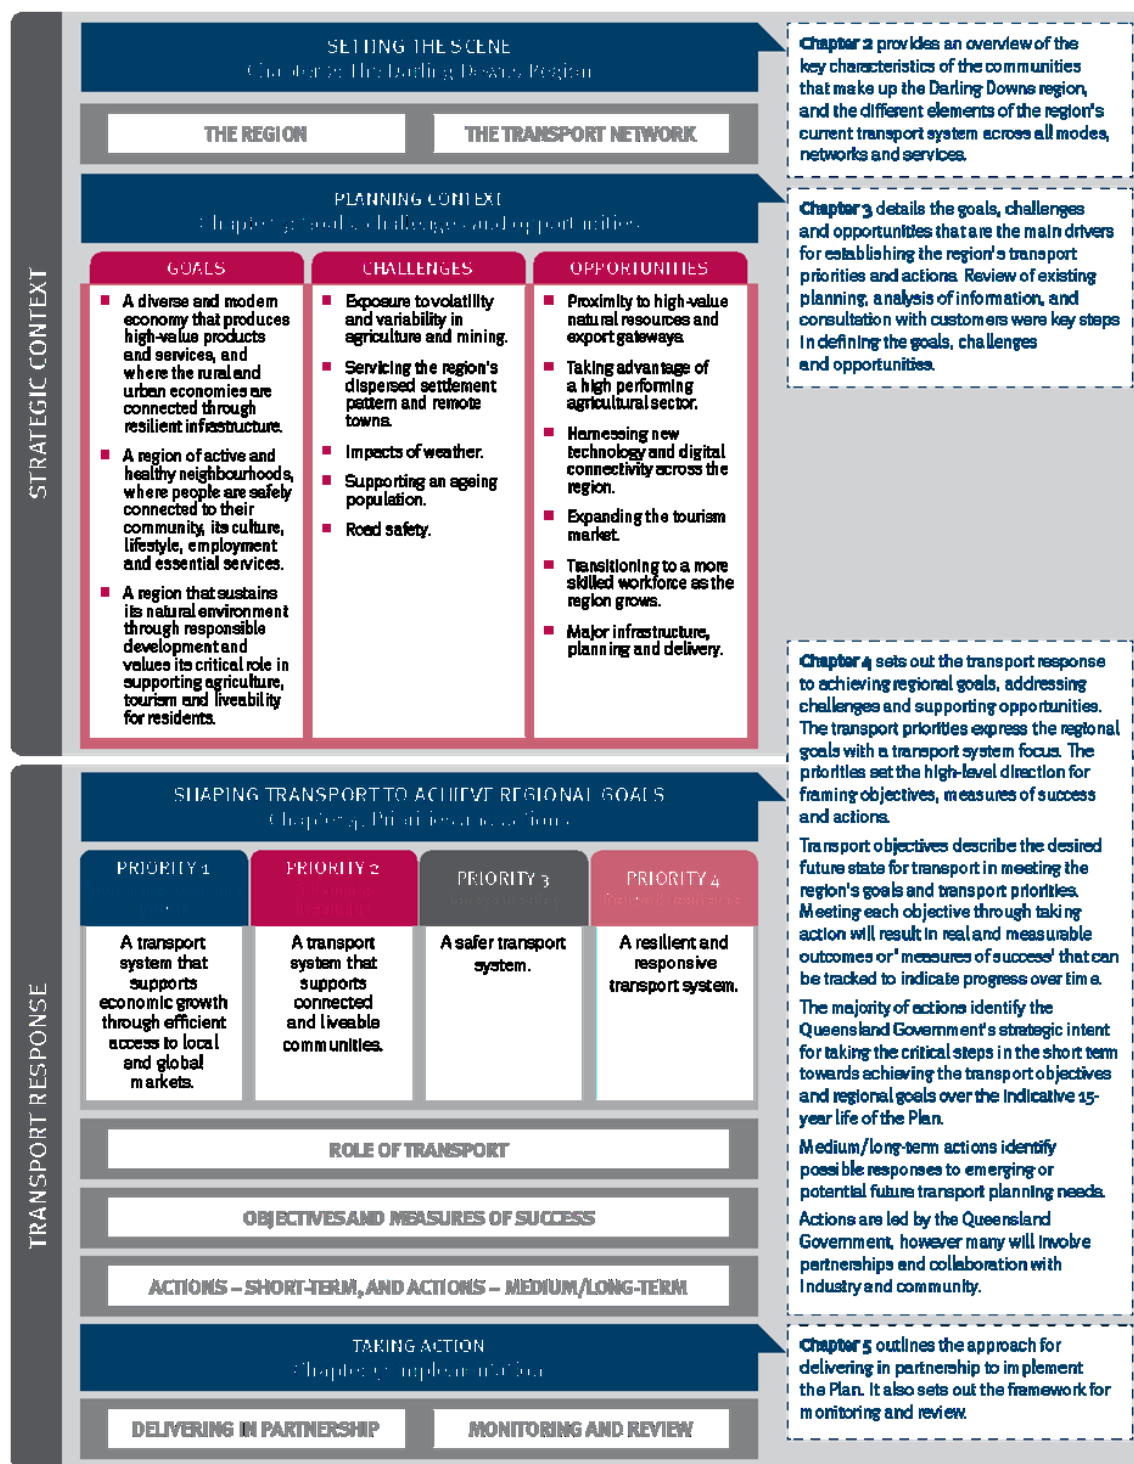 STRATEGIC CONTEXT
SETTING THE SCENE
Chapter 2: The Darling Downs Region
THE REGION
THE TRANSPORT NETWORK
Chapter 2 provides an overview of the
key characteristics of the communities
that make up the Darling Downs region,
and the different elements of the region's
current transport system across all modes,
networks and services.
PLANNING CONTEXT
Chapter 3: Goals, challenges and opportunities
Chapter 3 details the goals, challenges
and opportunities that are the main drivers
for establishing the region's transport
priorities and actions. Review of existing
planning, analysis of information, and
consultation with customers were key steps
in defining the goals, challenges
and opportunities.
GOALS
A diverse and modern
economy that produces
high-value products
and services, and
where the rural and
urban economies are
connected through
resilient infrastructure.
A region of active and
healthy neighbourhoods,
where people are safely
connected to their
community, its culture,
lifestyle, employment
and essential services.
A region that sustains
its natural environment
through responsible
development and
values its critical role in
supporting agriculture,
tourism and liveability
for residents.
CHALLENGES
Exposure to volatility
and variability in
agriculture and mining.
Servicing the region's
dispersed settlement
pattern and remote
towns.
Impacts of weather.
Supporting an ageing
population.
Road safety.
OPPORTUNITIES
Proximity to high-value
natural resources and
export gateways.
Taking advantage of
a high performing
agricultural sector.
Harnessing new
technology and digital
connectivity across the
region.
Expanding the tourism
market.
Transitioning to a more
skilled workforce as the
region grows.
Major infrastructure,
planning and delivery.
TRANSPORT RESPONSE
SHAPING TRANSPORT TO ACHIEVE REGIONAL GOALS
Chapter 4: Priorities and actions
PRIORITY 1
A transport
system that
supports
economic growth
through efficient
access to local
and global
markets.
PRIORITY 2
A transport
system that
supports
connected
and liveable
communities.
PRIORITY 3
A safer transport
system.
PRIORITY 4
A resilient and
responsive
transport system.
ROLE OF TRANSPORT
OBJECTIVES AND MEASURES OF SUCCESS
ACTIONS – SHORT-TERM, AND ACTIONS – MEDIUM/LONG-TERM
Chapter 4 sets out the transport response
to achieving regional goals, addressing
challenges and supporting opportunities.
The transport priorities express the regional
goals with a transport system focus. The
priorities set the high-level direction for
framing objectives, measures of success
and actions.
Transport objectives describe the desired
future state for transport in meeting the
region's goals and transport priorities.
Meeting each objective through taking
action will result in real and measurable
outcomes or 'measures of success' that can
be tracked to indicate progress over time.
The majority of actions identify the
Queensland Government's strategic intent
for taking the critical steps in the short term
towards achieving the transport objectives
and regional goals over the indicative 15-
year life of the Plan.
Medium/long-term actions identify
possible responses to emerging or
potential future transport planning needs.
Actions are led by the Queensland
Government, however many will involve
partnerships and collaboration with
industry and community.
TAKING ACTION
Chapter 5: Implementation
DELIVERING IN PARTNERSHIP
MONITORING AND REVIEW
Chapter 5 outlines the approach for
delivering in partnership to implement
the Plan. It also sets out the framework for
monitoring and review.